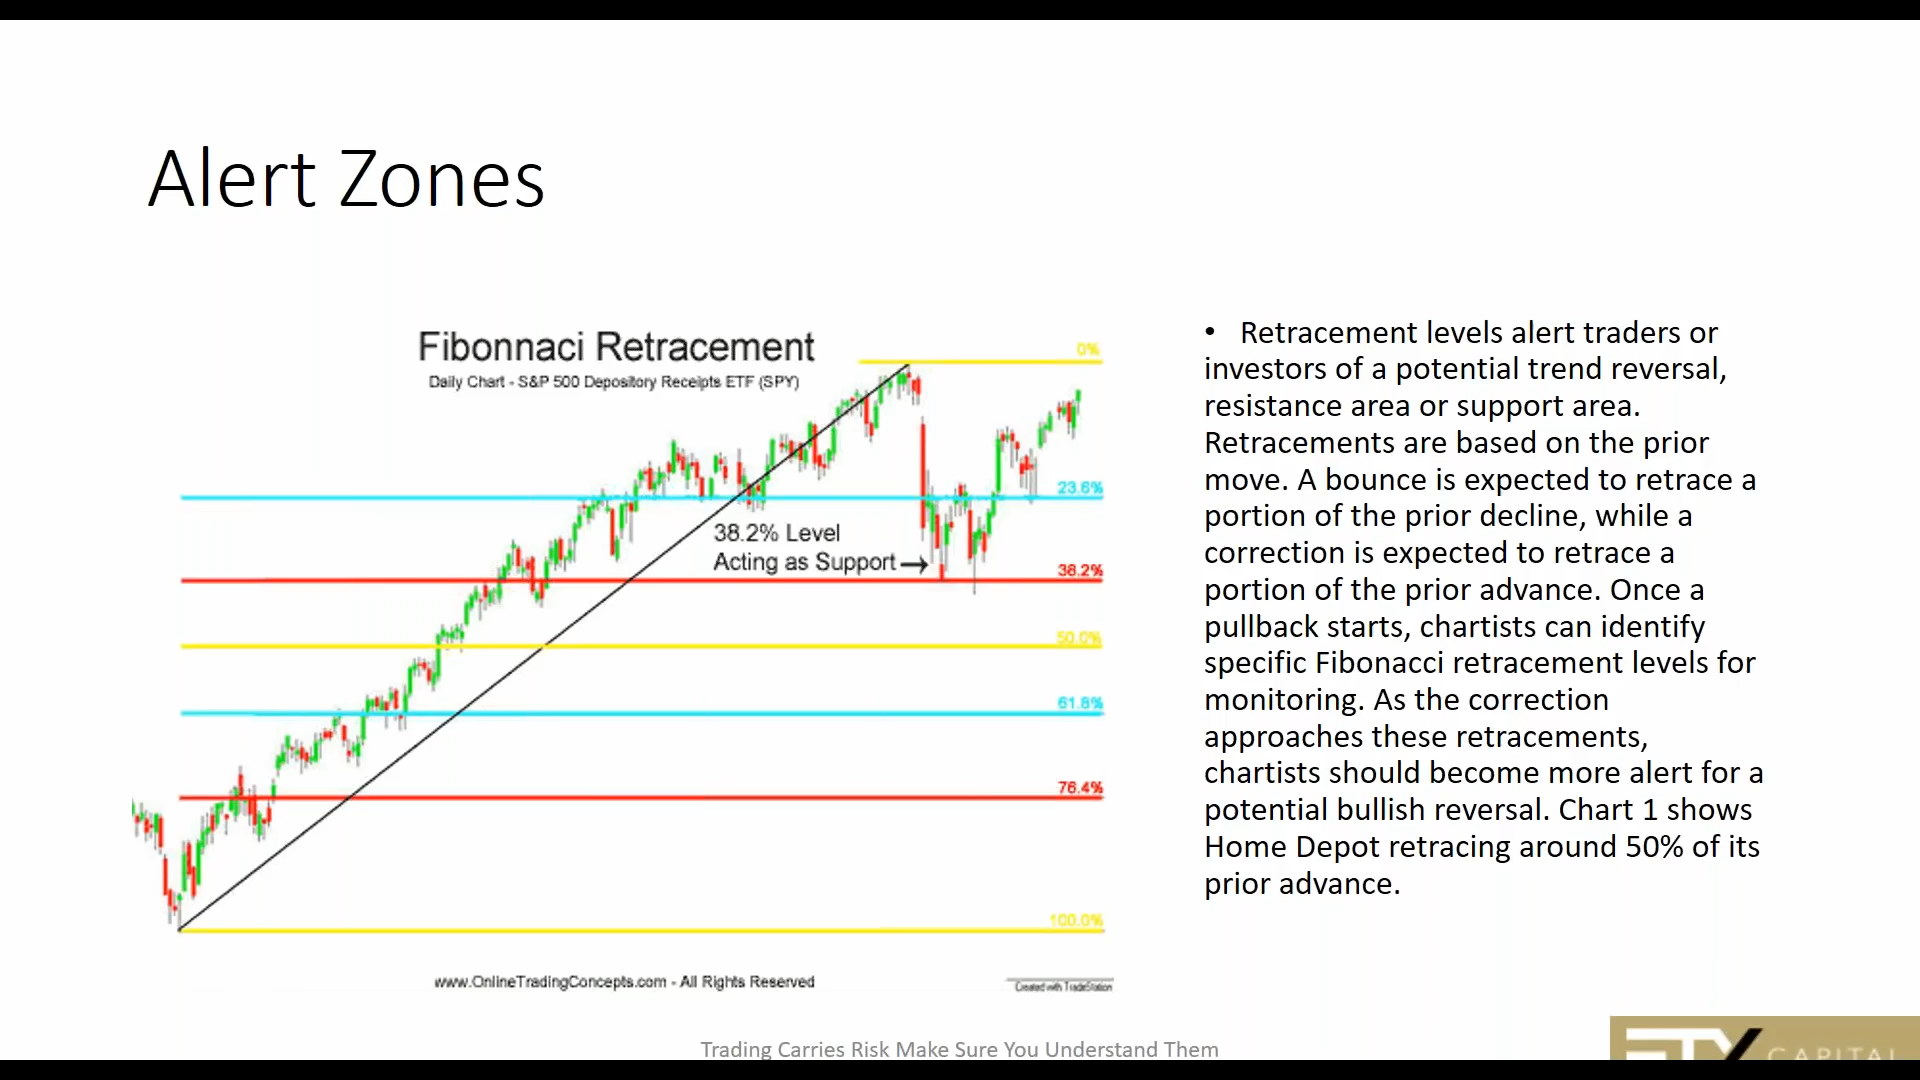 Alert Zones
Fibonnaci Retracement
Daily Chart - S&P 500 Depository Receipts ETF (SPY)
0%
23.6%
38.2% Level
Acting as Support
38.2%
50.0%
61.8%
76.4%
100.0%
www.OnlineTradingConcepts.com - All Rights Reserved
Created with TradeStation
• Retracement levels alert traders or
investors of a potential trend reversal,
resistance area or support area.
Retracements are based on the prior
move. A bounce is expected to retrace a
portion of the prior decline, while a
correction is expected to retrace a
portion of the prior advance. Once a
pullback starts, chartists can identify
specific Fibonacci retracement levels for
monitoring. As the correction
approaches these retracements,
chartists should become more alert for a
potential bullish reversal. Chart 1 shows
Home Depot retracing around 50% of its
prior advance.
Trading Carries Risk Make Sure You Understand Them
CAPITAL